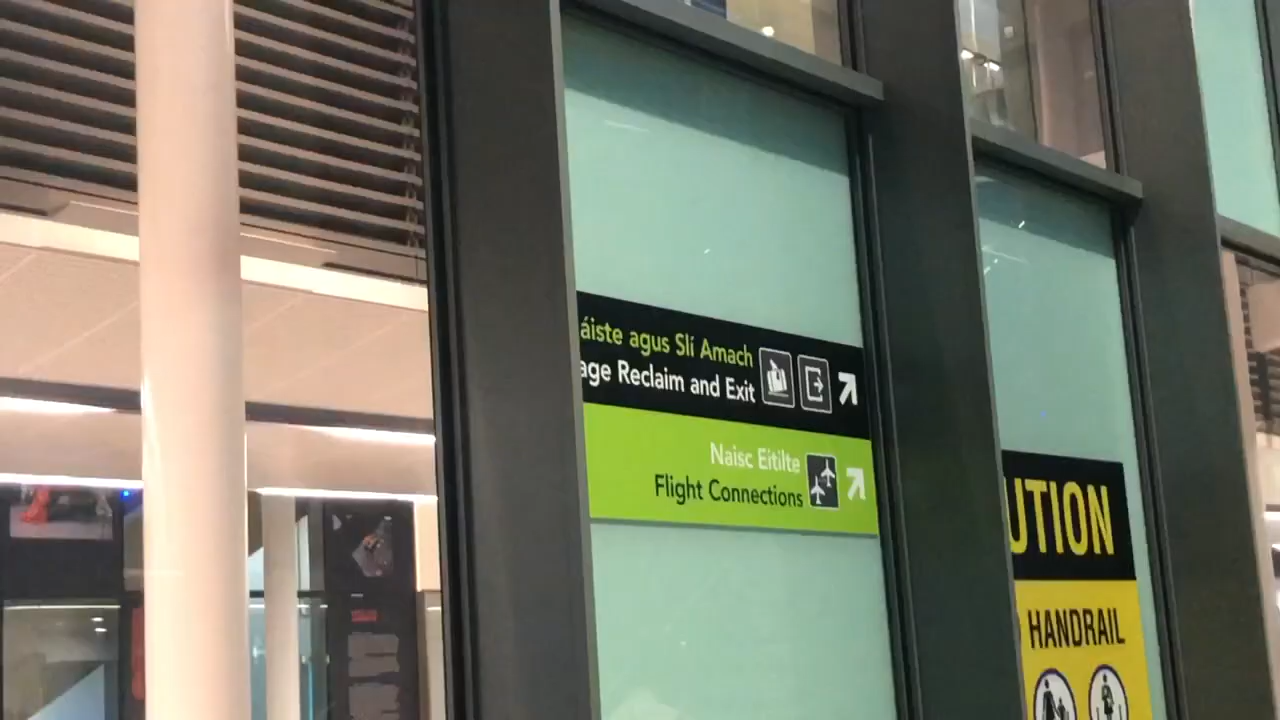 áiste agus Slí Amach
age Reclaim and Exit
Naisc Eitilte
Flight Connections
UTION
HANDRAIL